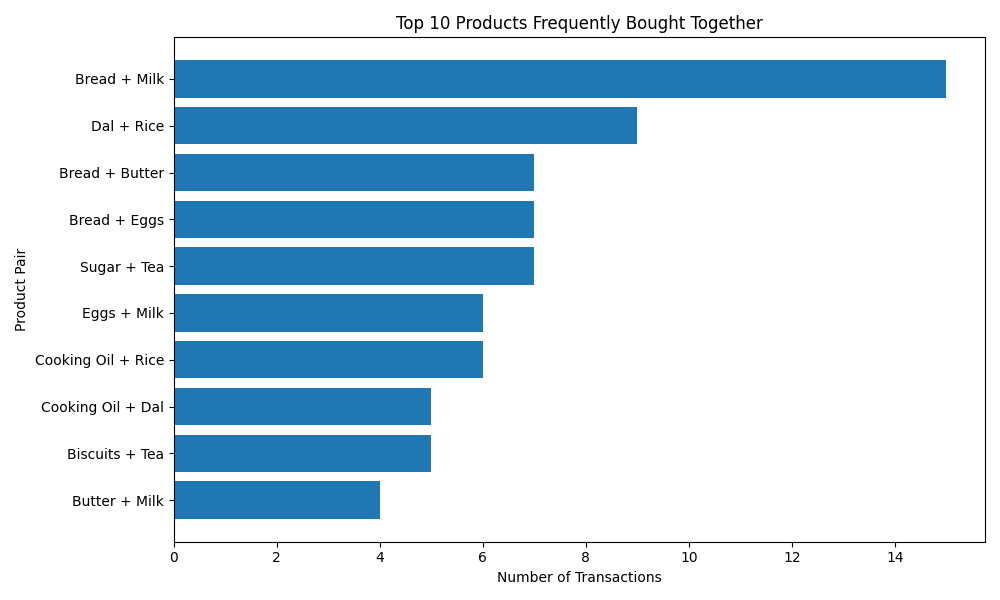 Top 10 Products Frequently Bought Together
Product Pair
Bread + Milk
Dal + Rice
Bread + Butter
Bread + Eggs
Sugar + Tea
Eggs + Milk
Cooking Oil + Rice
Cooking Oil + Dal
Biscuits + Tea
Butter + Milk
0 2 4 6 8 10 12 14
Number of Transactions